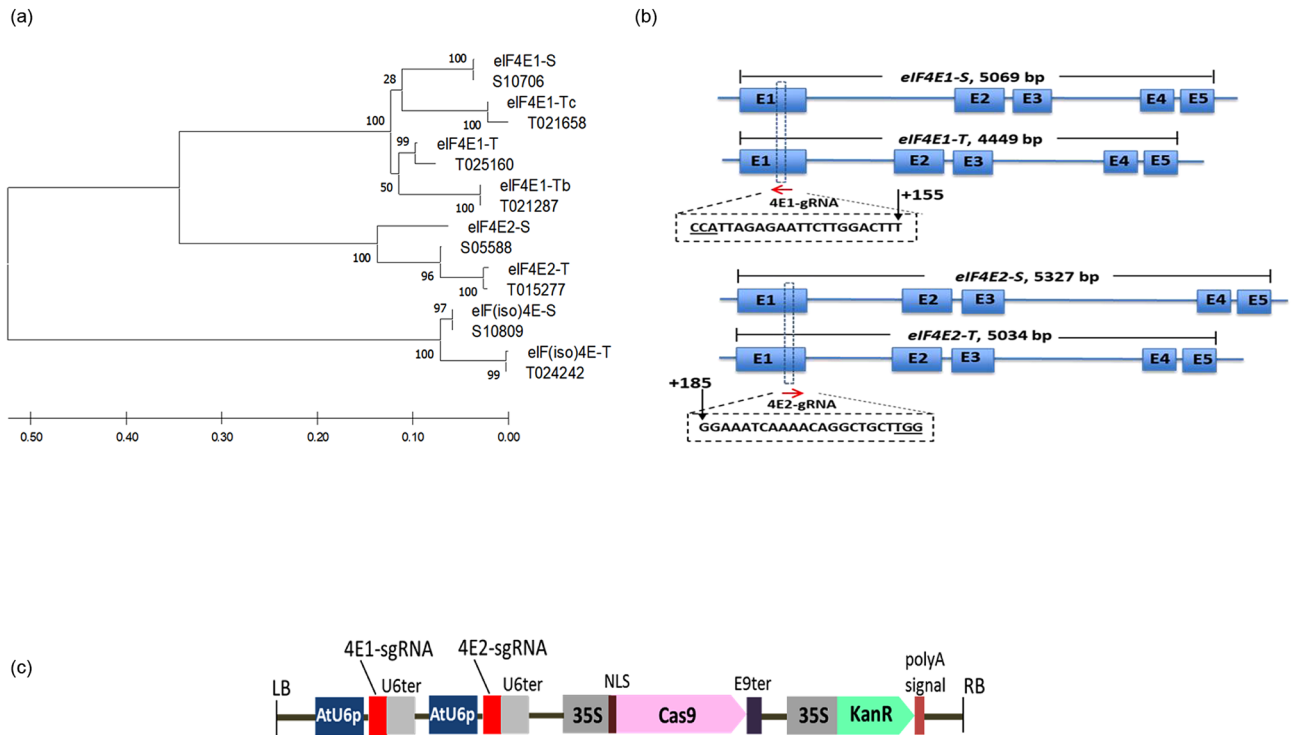 (a)
100
eIF4E1-S
S10706
28
eIF4E1-Tc
100
T021658
100
99
eIF4E1-T
T025160
50
eIF4E1-Tb
100
T021287
eIF4E2-S
100
S05588
96
eIF4E2-T
100
T015277
97
eIF(iso)4E-S
S10809
100
eIF(iso)4E-T
99
T024242
0.50 0.40 0.30 0.20 0.10 0.00
(b)
eIF4E1-S, 5069 bp
E1 E2 E3 E4 E5
eIF4E1-T, 4449 bp
E1 E2 E3 E4 E5
4E1-gRNA
+155
CCATTAGAGAATTCTTGGACTTT
eIF4E2-S, 5327 bp
E1 E2 E3 E4 E5
eIF4E2-T, 5034 bp
E1 E2 E3 E4 E5
+185
4E2-gRNA
GGAAATCAAAACAGGCTGCTTGG
(c)
4E1-sgRNA 4E2-sgRNA
polyA
signal
LB U6ter U6ter NLS E9ter RB
AtU6p AtU6p 35S Cas9 35S KanR